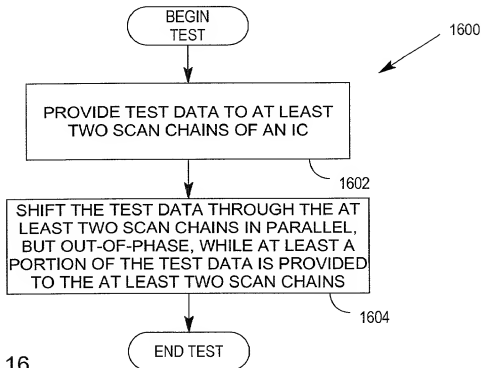 BEGIN
TEST
1600
PROVIDE TEST DATA TO AT LEAST
TWO SCAN CHAINS OF AN IC
1602
SHIFT THE TEST DATA THROUGH THE AT
LEAST TWO SCAN CHAINS IN PARALLEL,
BUT OUT-OF-PHASE, WHILE AT LEAST A
PORTION OF THE TEST DATA IS PROVIDED
TO THE AT LEAST TWO SCAN CHAINS
1604
END TEST
16